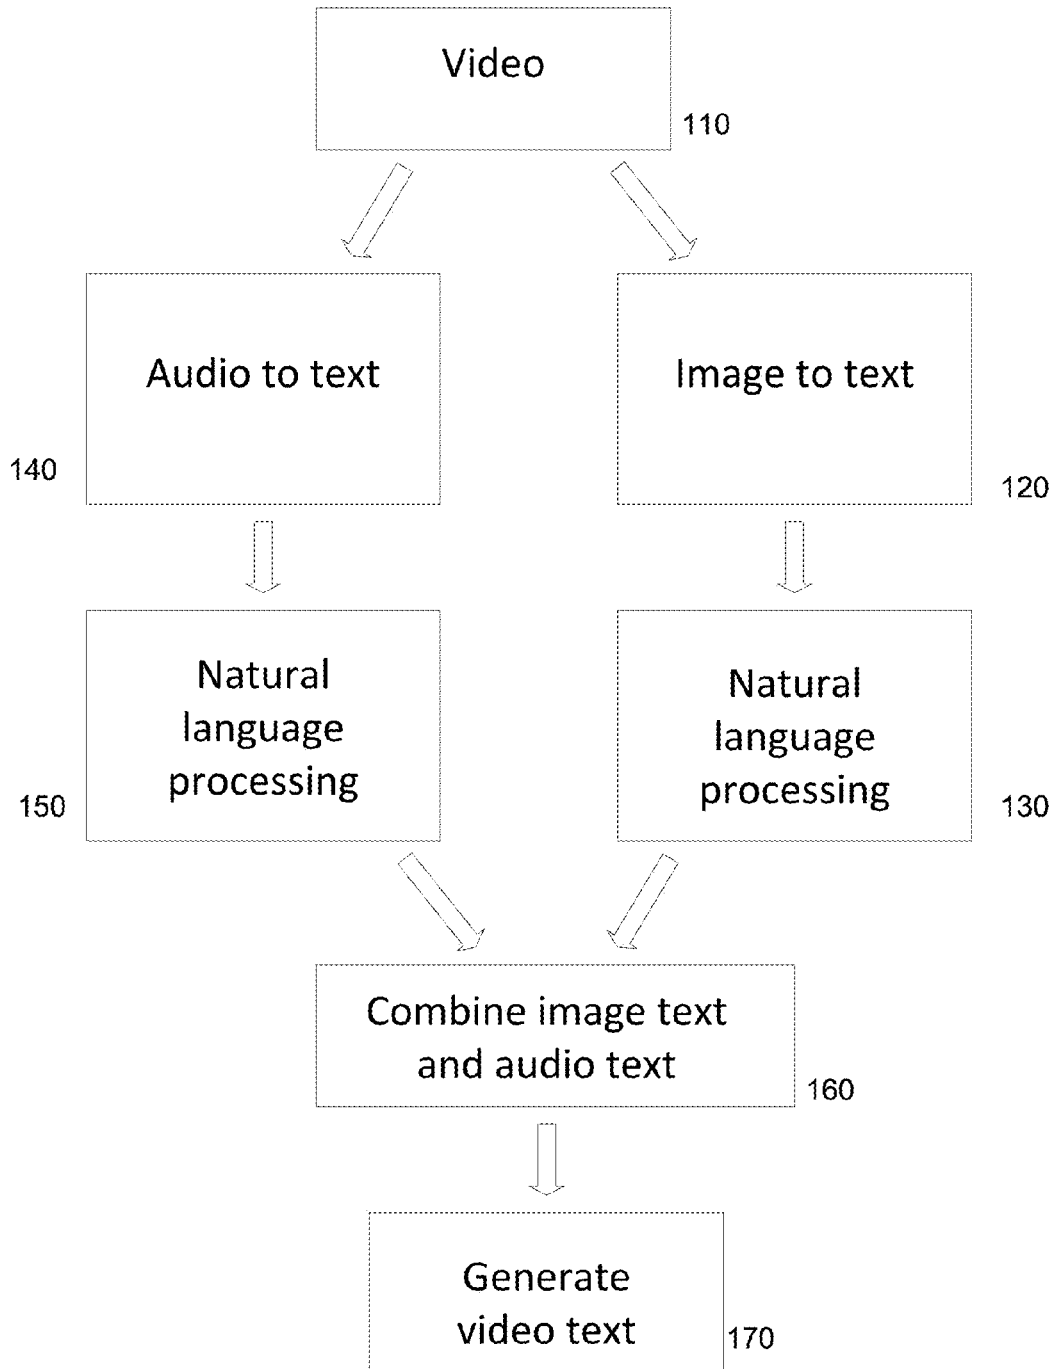 Video
110
Audio to text
140
Image to text
120
Natural
language
processing
150
Natural
language
processing
130
Combine image text
and audio text
160
Generate
video text
170